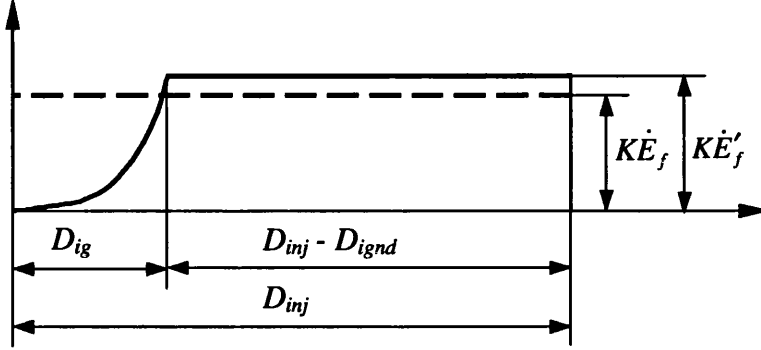 KĖ_f KĖ′_f
D_ig D_inj - D_ignd
D_inj